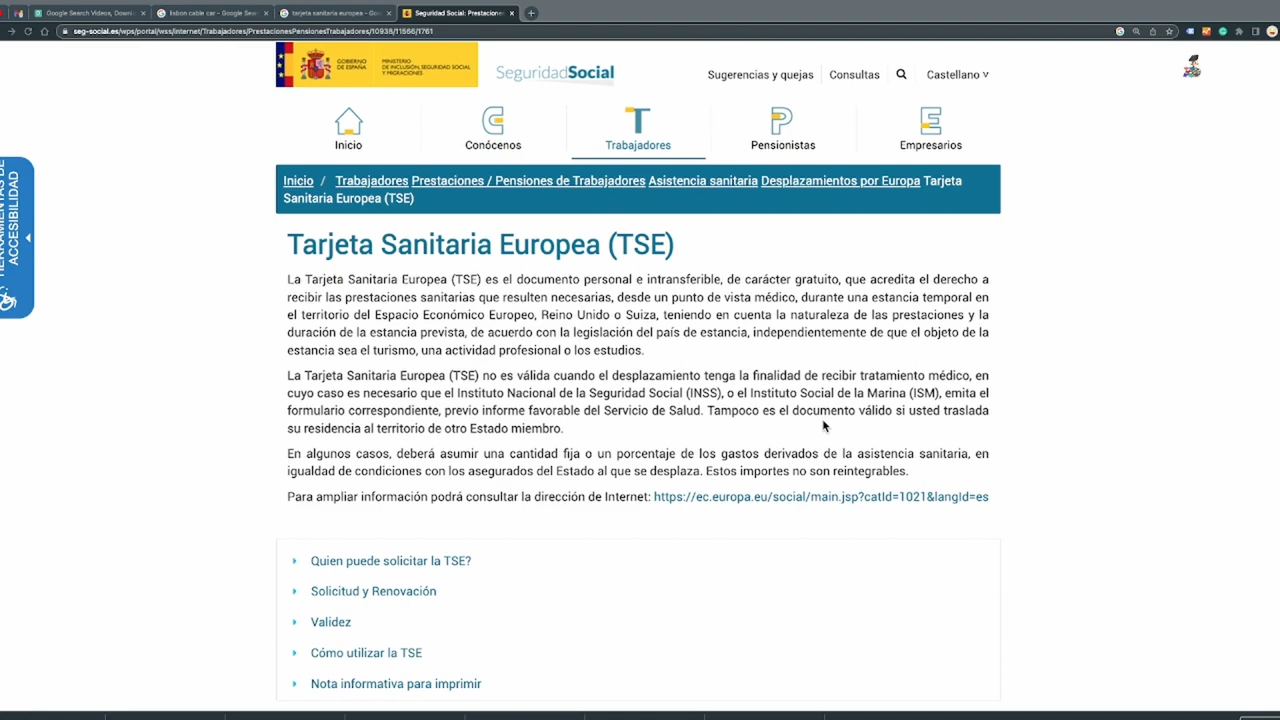 Google Search Videos, Down
lisbon cable car - Google Sear
tarjeta sanitaria europea - Go
Seguridad Social: Prestacione
seg-social.es/wps/portal/wss/internet/Trabajadores/PrestacionesPensionesTrabajadores/10938/11566/1761
GOBIERNO
DE ESPAÑA
MINISTERIO
DE INCLUSIÓN, SEGURIDAD SOCIAL
Y MIGRACIONES
SeguridadSocial
Sugerencias y quejas
Consultas
Castellano
Inicio
Conócenos
Trabajadores
Pensionistas
Empresarios
HERRAMIENTAS DE
ACCESIBILIDAD
Inicio / Trabajadores Prestaciones / Pensiones de Trabajadores Asistencia sanitaria Desplazamientos por Europa Tarjeta
Sanitaria Europea (TSE)
Tarjeta Sanitaria Europea (TSE)
La Tarjeta Sanitaria Europea (TSE) es el documento personal e intransferible, de carácter gratuito, que acredita el derecho a
recibir las prestaciones sanitarias que resulten necesarias, desde un punto de vista médico, durante una estancia temporal en
el territorio del Espacio Económico Europeo, Reino Unido o Suiza, teniendo en cuenta la naturaleza de las prestaciones y la
duración de la estancia prevista, de acuerdo con la legislación del país de estancia, independientemente de que el objeto de la
estancia sea el turismo, una actividad profesional o los estudios.
La Tarjeta Sanitaria Europea (TSE) no es válida cuando el desplazamiento tenga la finalidad de recibir tratamiento médico, en
cuyo caso es necesario que el Instituto Nacional de la Seguridad Social (INSS), o el Instituto Social de la Marina (ISM), emita el
formulario correspondiente, previo informe favorable del Servicio de Salud. Tampoco es el documento válido si usted traslada
su residencia al territorio de otro Estado miembro.
En algunos casos, deberá asumir una cantidad fija o un porcentaje de los gastos derivados de la asistencia sanitaria, en
igualdad de condiciones con los asegurados del Estado al que se desplaza. Estos importes no son reintegrables.
Para ampliar información podrá consultar la dirección de Internet: https://ec.europa.eu/social/main.jsp?catId=1021&langId=es
Quien puede solicitar la TSE?
Solicitud y Renovación
Validez
Cómo utilizar la TSE
Nota informativa para imprimir